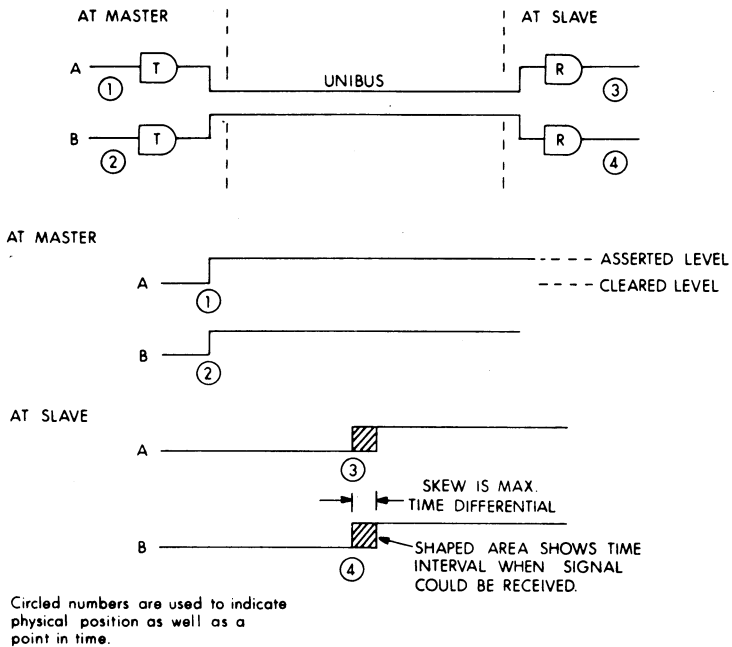 AT MASTER
AT SLAVE
A
1
T
UNIBUS
R
3
B
2
T
R
4
AT MASTER
A
1
ASSERTED LEVEL
CLEARED LEVEL
B
2
AT SLAVE
A
3
SKEW IS MAX.
TIME DIFFERENTIAL
B
4
SHAPED AREA SHOWS TIME
INTERVAL WHEN SIGNAL
COULD BE RECEIVED.
Circled numbers are used to indicate
physical position as well as a
point in time.